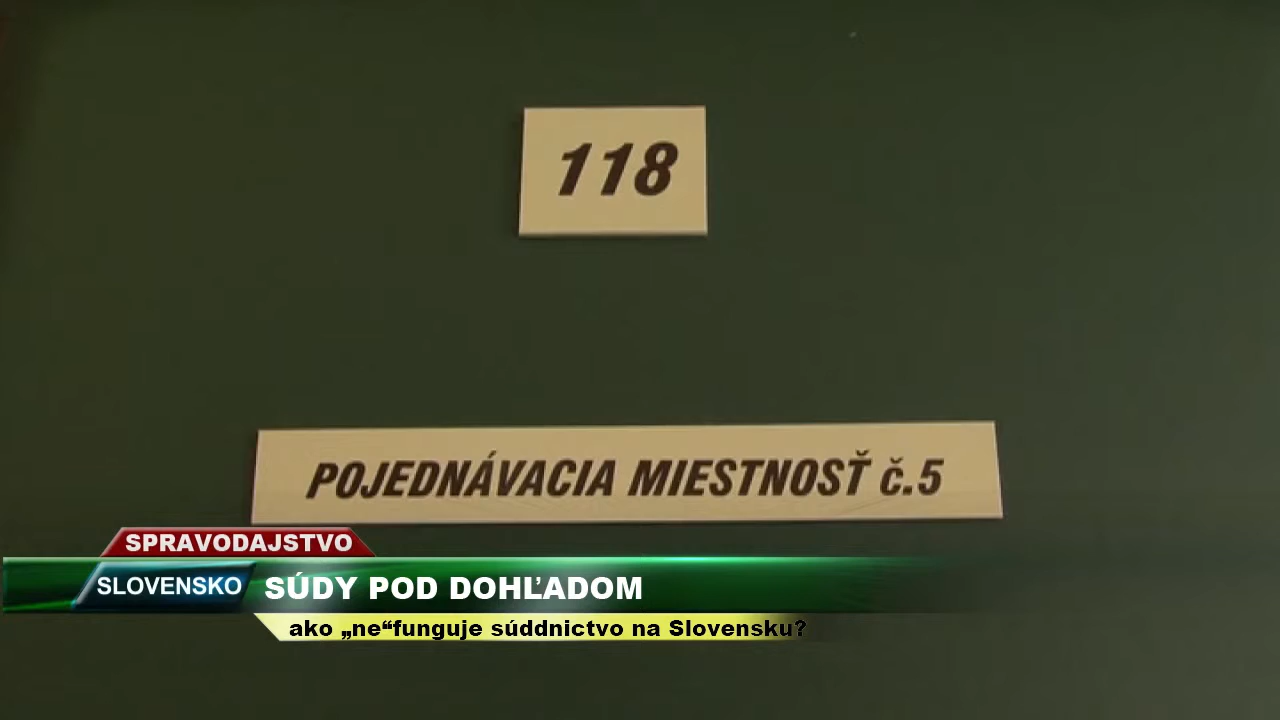 118
POJEDNÁVACIA MIESTNOSŤ č.5
SPRAVODAJSTVO
SLOVENSKO SÚDY POD DOHĽADOM
ako „ne“funguje súddnictvo na Slovensku?